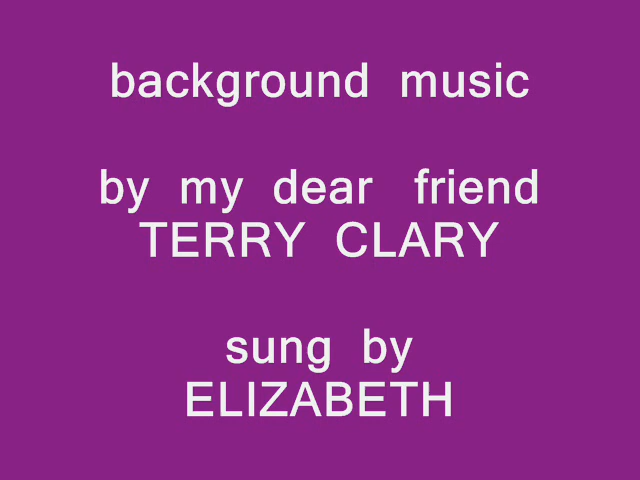 background music
by my dear friend
TERRY CLARY
sung by
ELIZABETH